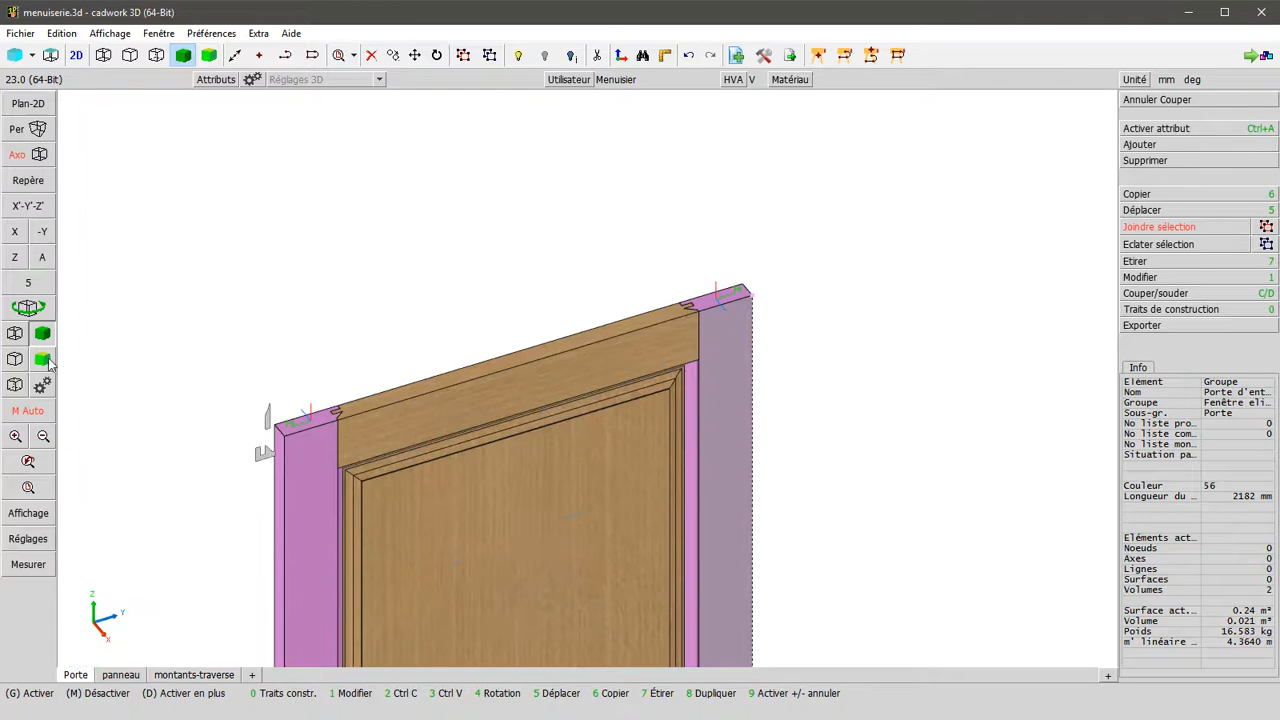 menuiserie.3d - cadwork 3D (64-Bit)
Fichier Edition Affichage Fenêtre Préférences Extra Aide
2D
23.0 (64-Bit) Attributs Réglages 3D Utilisateur Menuisier HVA V Matériau Unité mm deg
Plan-2D
Per
Axo
Repère
X'-Y'-Z'
X -Y
Z A
5
M Auto
Affichage
Réglages
Mesurer
Z
Y
X
Annuler Couper
Activer attribut Ctrl+A
Ajouter
Supprimer
Copier 6
Déplacer 5
Joindre sélection
Eclater sélection
Etirer 7
Modifier 1
Couper/souder C/D
Traits de construction 0
Exporter
Info
Elément Groupe
Nom Porte d'ent
Groupe Fenêtre eli
Sous-gr. Porte
No liste pro… 0
No liste com… 0
No liste mon…
Situation pa…
Couleur 56
Longueur du … 2182 mm
Eléments act…
Noeuds 0
Axes 0
Lignes 0
Surfaces 0
Volumes 2
Surface act.… 0.24 m²
Volume 0.021 m³
Poids 16.583 kg
m' linéaire … 4.3640 m
Porte panneau montants-traverse + +
(G) Activer (M) Désactiver (D) Activer en plus 0 Traits constr. 1 Modifier 2 Ctrl C 3 Ctrl V 4 Rotation 5 Déplacer 6 Copier 7 Étirer 8 Dupliquer 9 Activer +/- annuler